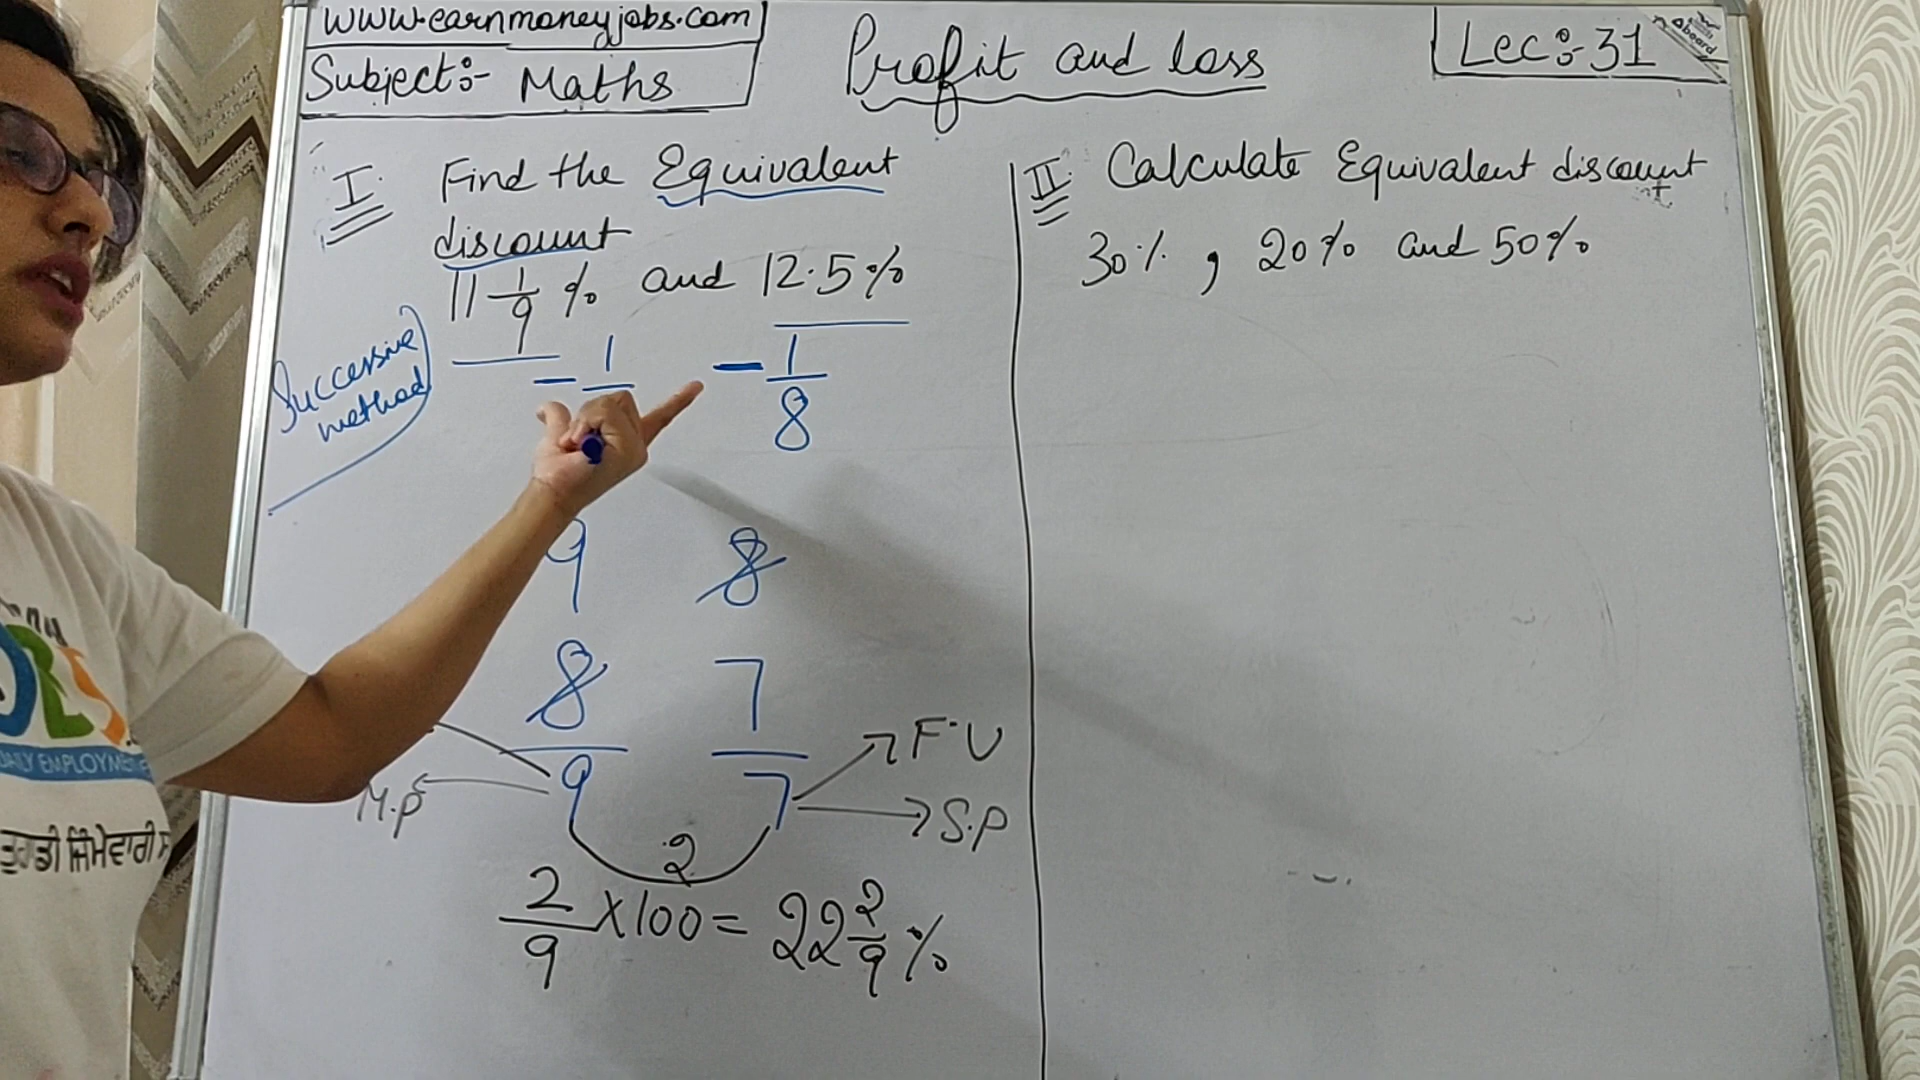 www.earnmoneyjobs.com
Subject:- Maths
Profit and loss
Lec:-31
I. Find the Equivalent
discount
11 1/9 % and 12.5%
Successive
method
- 1
- 1/8
9 8
8 7
9 7
F.V
M.P
S.P
2
2/9 X100= 22 2/9 %
II. Calculate Equivalent discount
30%, 20% and 50%
DAILY EMPLOYMENT
ਜ਼ਿੰਮੇਵਾਰੀ